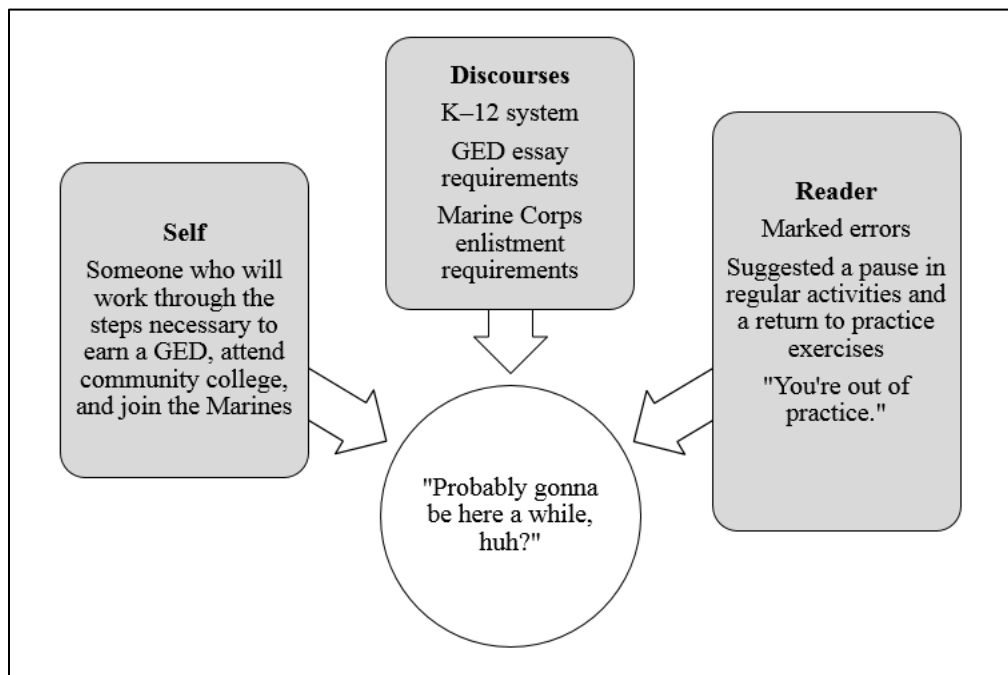 Self
Someone who will
work through the
steps necessary to
earn a GED, attend
community college,
and join the Marines
Discourses
K–12 system
GED essay
requirements
Marine Corps
enlistment
requirements
Reader
Marked errors
Suggested a pause in
regular activities and
a return to practice
exercises
"You're out of
practice."
"Probably gonna
be here a while,
huh?"